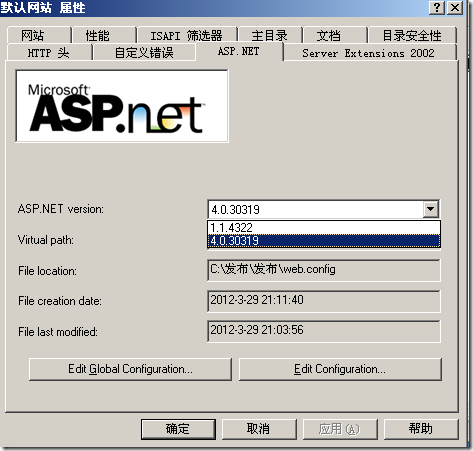 默认网站 属性
网站 性能 ISAPI 筛选器 主目录 文档 目录安全性
HTTP 头 自定义错误 ASP.NET Server Extensions 2002
Microsoft
ASP.net
ASP.NET version: 4.0.30319
1.1.4322
Virtual path: 4.0.30319
File location: C:\发布\发布\web.config
File creation date: 2012-3-29 21:11:40
File last modified: 2012-3-29 21:03:56
Edit Global Configuration... Edit Configuration...
确定 取消 应用(A) 帮助